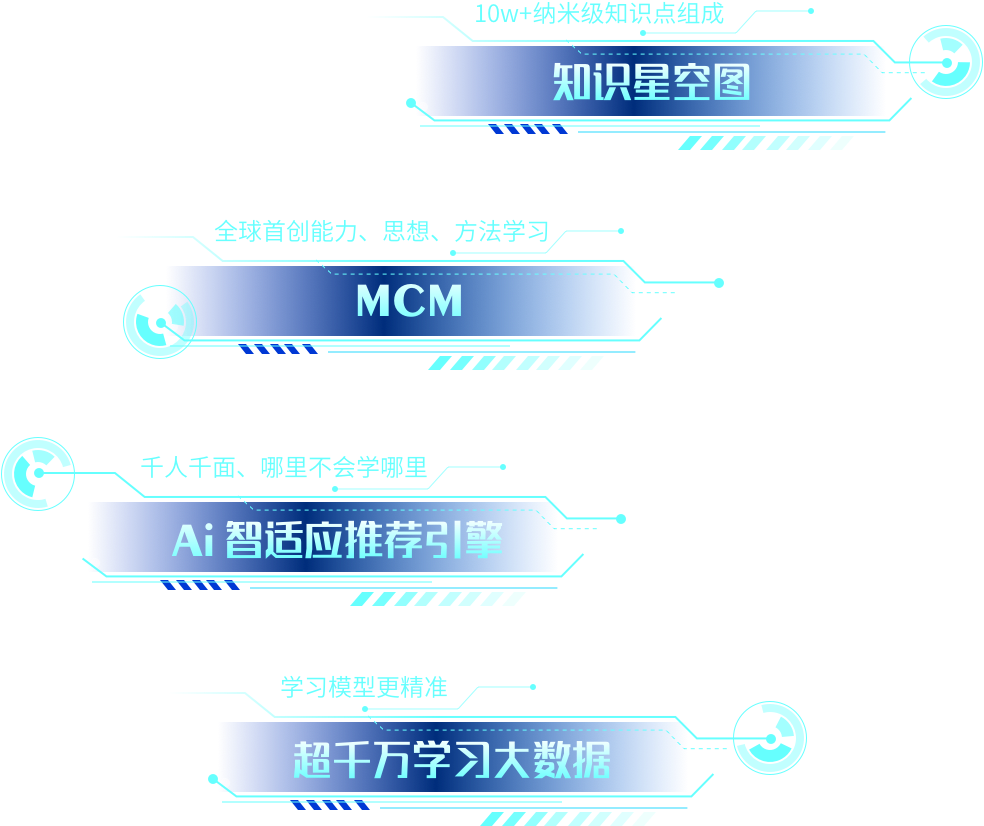 10w+纳米级知识点组成
知识星空图
全球首创能力、思想、方法学习
MCM
千人千面、哪里不会学哪里
Ai 智适应推荐引擎
学习模型更精准
超千万学习大数据